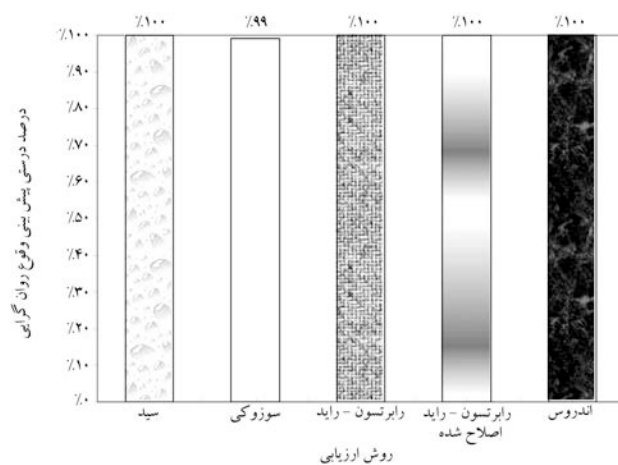 ٪۱۰۰ ٪۹۹ ٪۱۰۰ ٪۱۰۰ ٪۱۰۰
٪۱۰۰
٪۹۰
٪۸۰
٪۷۰
٪۶۰
٪۵۰
٪۴۰
٪۳۰
٪۲۰
٪۱۰
٪۰
درصد درستی پیش بینی وقوع روان گرایی
سید
سوزوکی
رابرتسون - راید
رابرتسون - راید
اصلاح شده
اندروس
روش ارزیابی